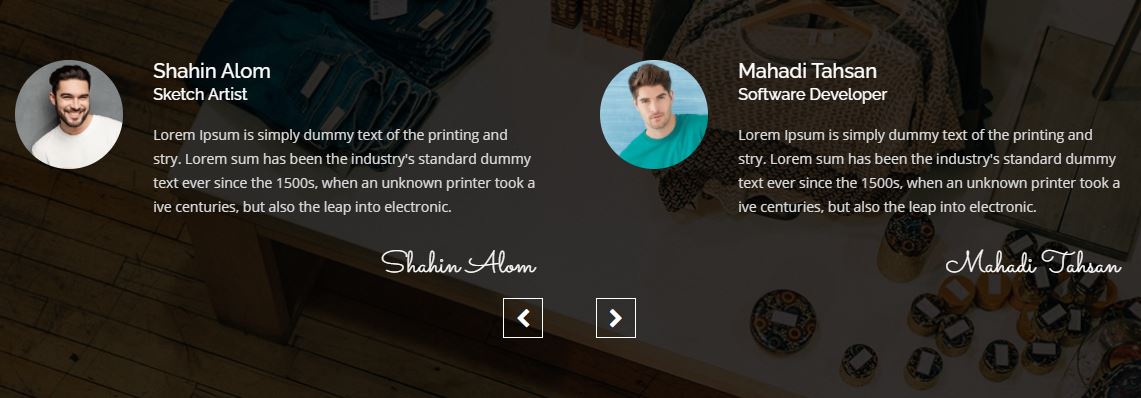 Shahin Alom
Sketch Artist
Lorem Ipsum is simply dummy text of the printing and
stry. Lorem sum has been the industry's standard dummy
text ever since the 1500s, when an unknown printer took a
ive centuries, but also the leap into electronic.
Shahin Alom
Mahadi Tahsan
Software Developer
Lorem Ipsum is simply dummy text of the printing and
stry. Lorem sum has been the industry's standard dummy
text ever since the 1500s, when an unknown printer took a
ive centuries, but also the leap into electronic.
Mahadi Tahsan